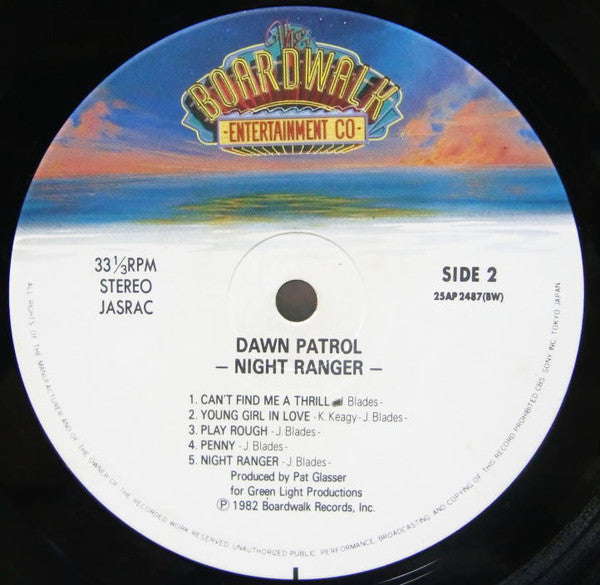 The
BOARDWALK
-ENTERTAINMENT CO-
33 1/3 RPM
STEREO
JASRAC
SIDE 2
25AP 2487(BW)
DAWN PATROL
– NIGHT RANGER –
1. CAN'T FIND ME A THRILL J. Blades-
2. YOUNG GIRL IN LOVE -K. Keagy-J. Blades-
3. PLAY ROUGH -J. Blades-
4. PENNY -J. Blades-
5. NIGHT RANGER -J. Blades-
Produced by Pat Glasser
for Green Light Productions
Ⓟ 1982 Boardwalk Records, Inc.
ALL RIGHTS OF THE MANUFACTURER AND OF THE OWNER OF THE RECORDED WORK RESERVED. UNAUTHORIZED PUBLIC PERFORMANCE, BROADCASTING AND COPYING OF THIS RECORD PROHIBITED CBS/SONY INC. TOKYO JAPAN